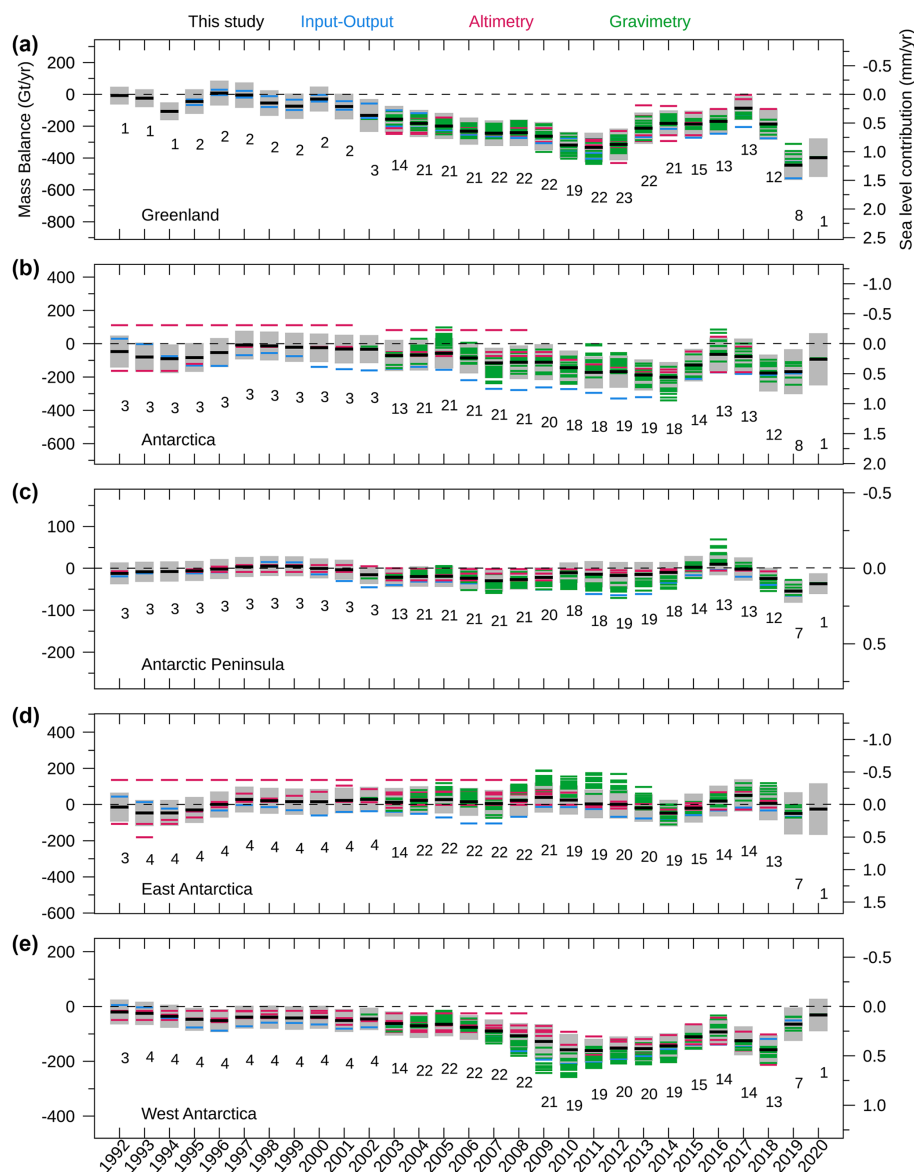 This study Input-Output Altimetry Gravimetry
(a)
Mass Balance (Gt/yr)
200
0
-200
-400
-600
-800
-0.5
0.0
0.5
1.0
1.5
2.0
2.5
Sea level contribution (mm/yr)
1 1 1 2 2 2 2 2 2 2 3 14 21 21 21 22 22 22 19 22 23 22 21 15 13 13 12 8 1
Greenland
(b)
400
200
0
-200
-400
-600
-1.0
-0.5
0.0
0.5
1.0
1.5
2.0
3 3 3 3 3 3 3 3 3 3 3 13 21 21 21 21 21 20 18 18 19 19 18 14 13 13 12 8 1
Antarctica
(c)
100
0
-100
-200
-0.5
0.0
0.5
3 3 3 3 3 3 3 3 3 3 3 13 21 21 21 21 21 20 18 18 19 19 18 14 13 13 12 7 1
Antarctic Peninsula
(d)
400
200
0
-200
-400
-600
-1.0
-0.5
0.0
0.5
1.0
1.5
3 4 4 4 4 4 4 4 4 4 4 14 22 22 22 22 22 21 19 19 20 20 19 15 14 14 13 7 1
East Antarctica
(e)
200
0
-200
-400
-0.5
0.0
0.5
1.0
3 4 4 4 4 4 4 4 4 4 4 14 22 22 22 22 22 21 19 19 20 20 19 15 14 14 13 7 1
West Antarctica
1992 1993 1994 1995 1996 1997 1998 1999 2000 2001 2002 2003 2004 2005 2006 2007 2008 2009 2010 2011 2012 2013 2014 2015 2016 2017 2018 2019 2020